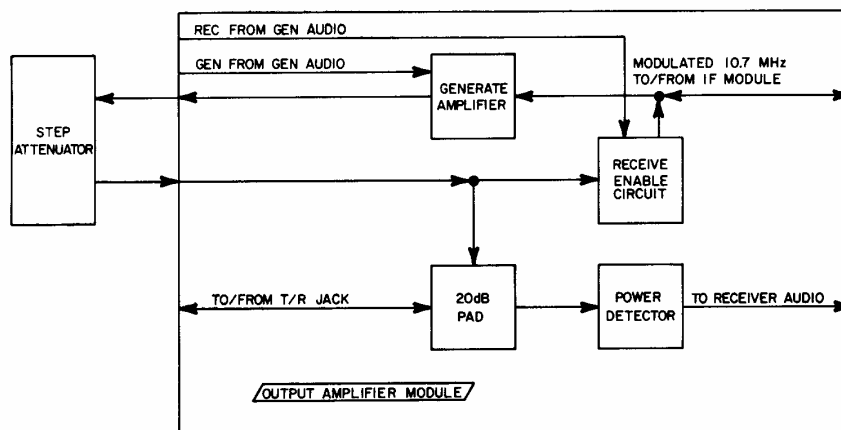 REC FROM GEN AUDIO
GEN FROM GEN AUDIO
MODULATED 10.7 MHz
TO/FROM IF MODULE
GENERATE
AMPLIFIER
STEP
ATTENUATOR
RECEIVE
ENABLE
CIRCUIT
TO/FROM T/R JACK
20dB
PAD
POWER
DETECTOR
TO RECEIVER AUDIO
OUTPUT AMPLIFIER MODULE